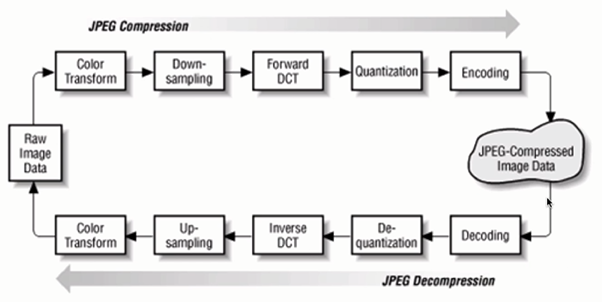 JPEG Compression
Color
Transform
Down-
sampling
Forward
DCT
Quantization
Encoding
Raw
Image
Data
JPEG-Compressed
Image Data
Color
Transform
Up-
sampling
Inverse
DCT
De-
quantization
Decoding
JPEG Decompression